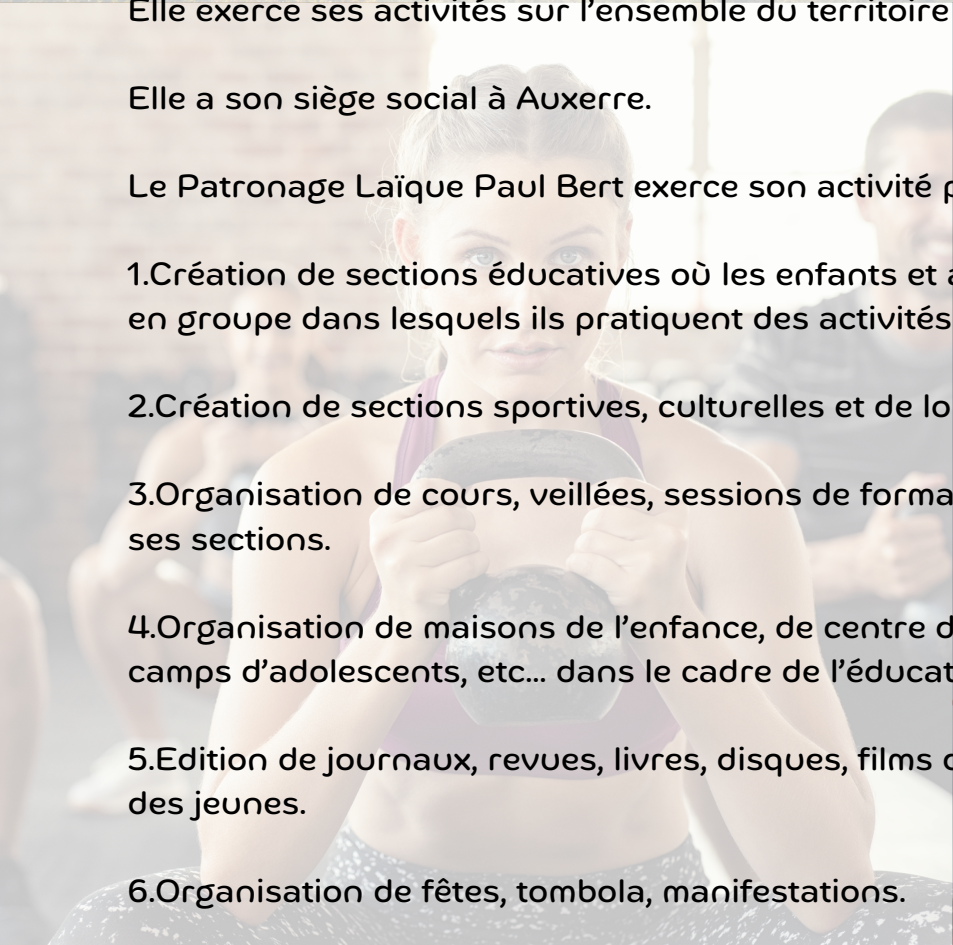 Elle exerce ses activités sur l'ensemble du territoire
Elle a son siège social à Auxerre.
Le Patronage Laïque Paul Bert exerce son activité
1.Création de sections éducatives où les enfants et
en groupe dans lesquels ils pratiquent des activités
2.Création de sections sportives, culturelles et de
3.Organisation de cours, veillées, sessions de
ses sections.
4.Organisation de maisons de l'enfance, de centre
camps d'adolescents, etc... dans le cadre de
5.Edition de journaux, revues, livres, disques, films
des jeunes.
6.Organisation de fêtes, tombola, manifestations.